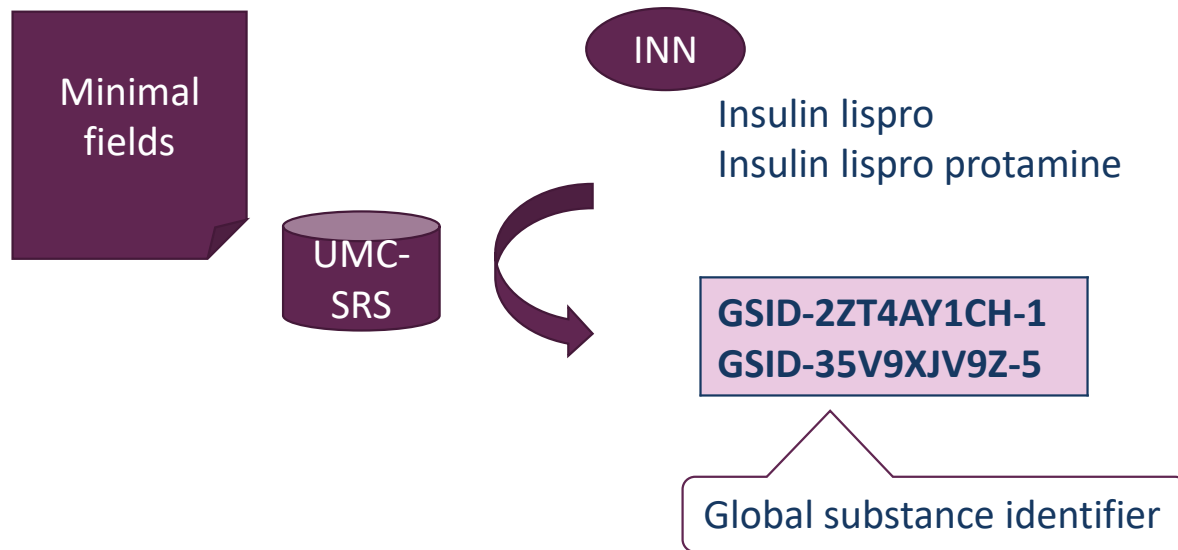 Minimal
fields
INN
Insulin lispro
Insulin lispro protamine
UMC-
SRS
GSID-2ZT4AY1CH-1
GSID-35V9XJV9Z-5
Global substance identifier